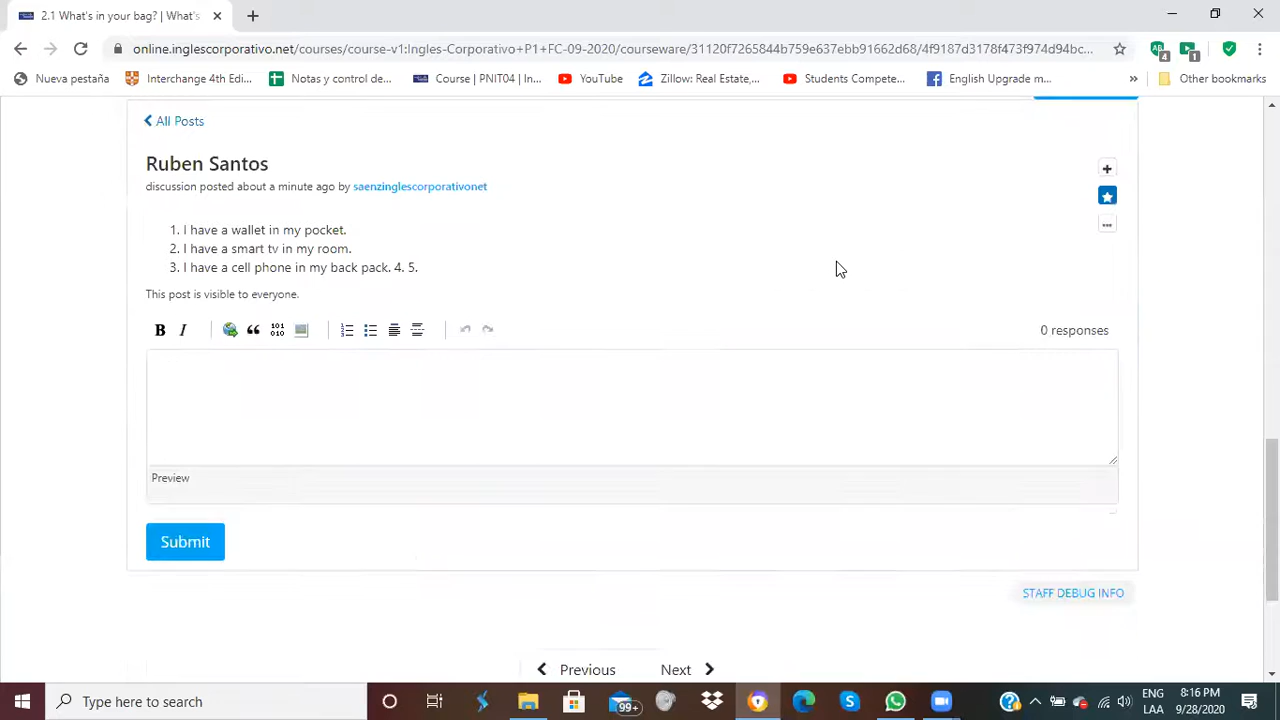 2.1 What's in your bag? | What's
online.inglescorporativo.net/courses/course-v1:Ingles-Corporativo+P1+FC-09-2020/courseware/31120f7265844b759e637ebb91662d68/4f9187d3178f473f974d94bc...
4
1
Nueva pestaña
Interchange 4th Edi...
Notas y control de...
Course | PNIT04 | In...
YouTube
Zillow: Real Estate,...
Students Compete...
English Upgrade m...
»
Other bookmarks
All Posts
Ruben Santos
discussion posted about a minute ago by saenzinglescorporativonet
1. I have a wallet in my pocket.
2. I have a smart tv in my room.
3. I have a cell phone in my back pack. 4. 5.
This post is visible to everyone.
B I
101
010
0 responses
Preview
Submit
STAFF DEBUG INFO
Previous
Next
Type here to search
99+
ENG
LAA
8:16 PM
9/28/2020